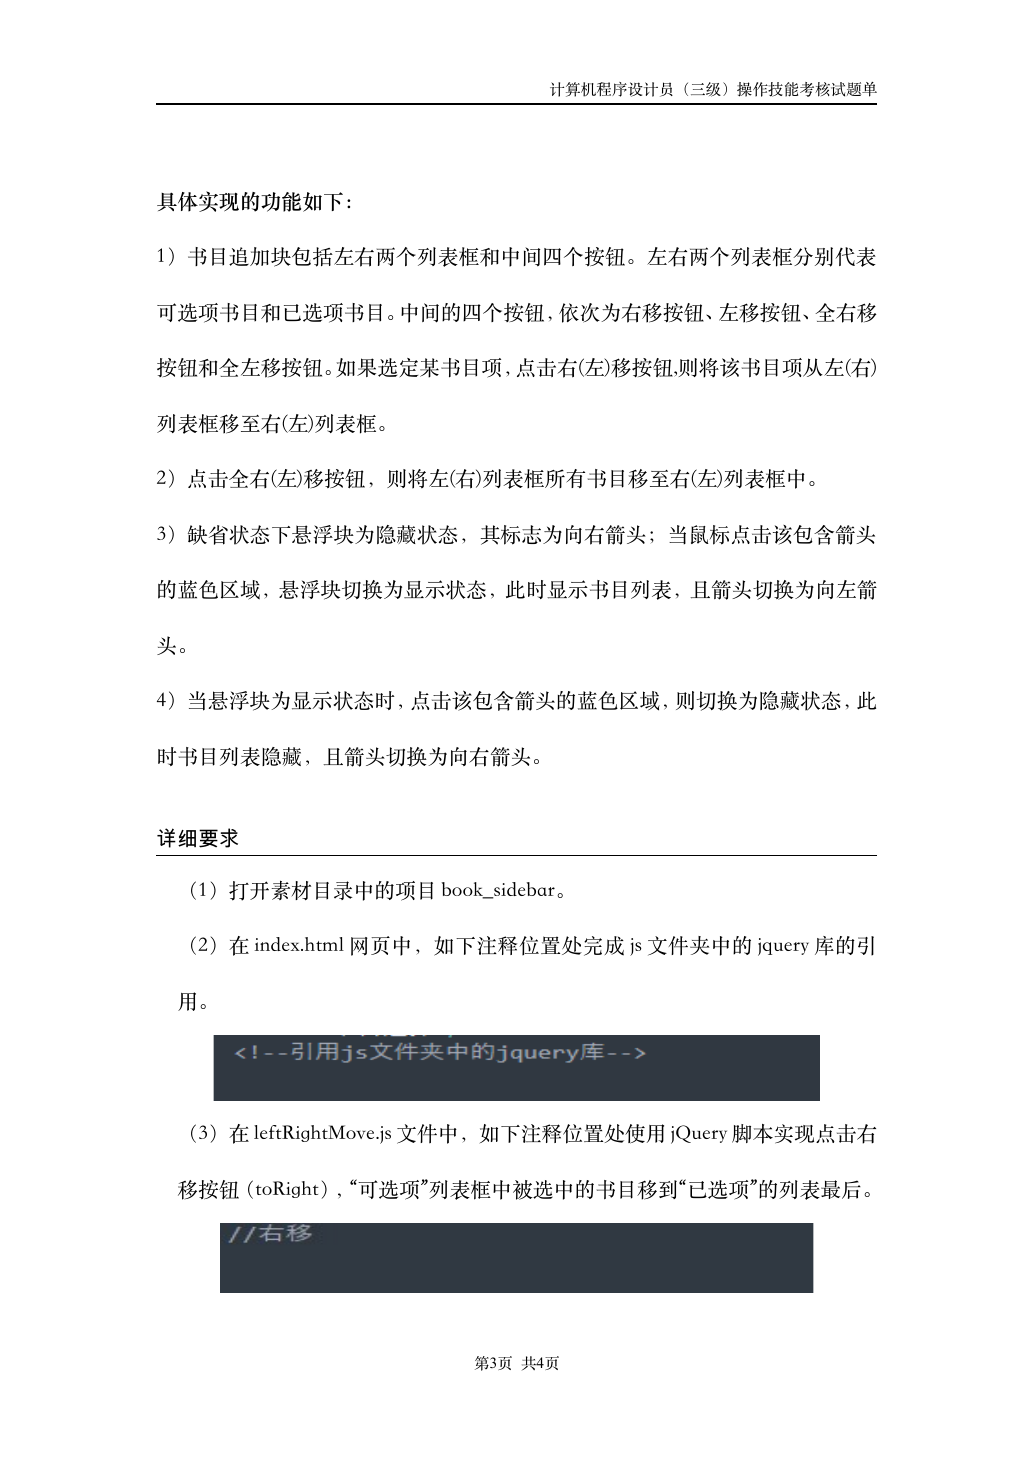 计算机程序设计员（三级）操作技能考核试题单
具体实现的功能如下：
1）书目追加块包括左右两个列表框和中间四个按钮。左右两个列表框分别代表
可选项书目和已选项书目。中间的四个按钮，依次为右移按钮、左移按钮、全右移
按钮和全左移按钮。如果选定某书目项，点击右(左)移按钮,则将该书目项从左(右)
列表框移至右(左)列表框。
2）点击全右(左)移按钮，则将左(右)列表框所有书目移至右(左)列表框中。
3）缺省状态下悬浮块为隐藏状态，其标志为向右箭头；当鼠标点击该包含箭头
的蓝色区域，悬浮块切换为显示状态，此时显示书目列表，且箭头切换为向左箭
头。
4）当悬浮块为显示状态时，点击该包含箭头的蓝色区域，则切换为隐藏状态，此
时书目列表隐藏，且箭头切换为向右箭头。
详细要求
（1）打开素材目录中的项目 book_sidebar。
（2）在 index.html 网页中，如下注释位置处完成 js 文件夹中的 jquery 库的引
用。
<!--引用js文件夹中的jquery库-->
（3）在 leftRightMove.js 文件中，如下注释位置处使用 jQuery 脚本实现点击右
移按钮（toRight），“可选项”列表框中被选中的书目移到“已选项”的列表最后。
//右移
第3页 共4页